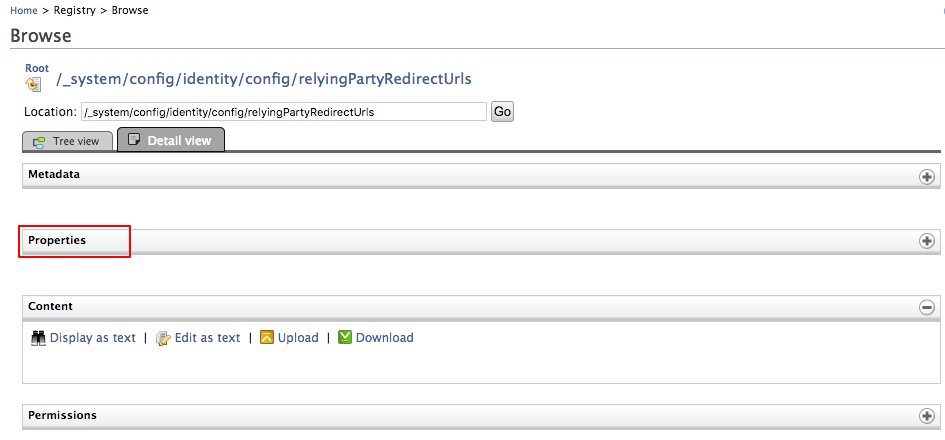 Home > Registry > Browse
Browse
Root
/_system/config/identity/config/relyingPartyRedirectUrls
Location: /_system/config/identity/config/relyingPartyRedirectUrls Go
Tree view Detail view
Metadata
Properties
Content
Display as text | Edit as text | Upload | Download
Permissions